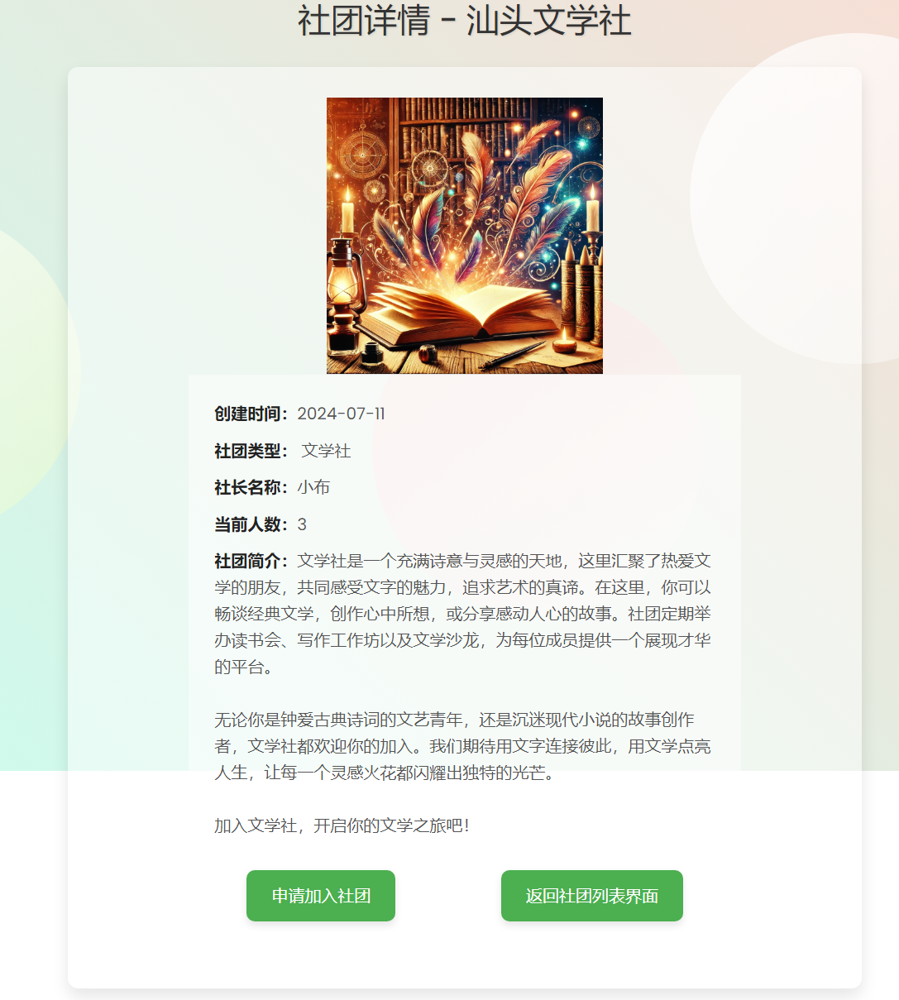 社团详情 - 汕头文学社
创建时间：2024-07-11
社团类型： 文学社
社长名称：小布
当前人数：3
社团简介：文学社是一个充满诗意与灵感的天地，这里汇聚了热爱文
学的朋友，共同感受文字的魅力，追求艺术的真谛。在这里，你可以
畅谈经典文学，创作心中所想，或分享感动人心的故事。社团定期举
办读书会、写作工作坊以及文学沙龙，为每位成员提供一个展现才华
的平台。
无论你是钟爱古典诗词的文艺青年，还是沉迷现代小说的故事创作
者，文学社都欢迎你的加入。我们期待用文字连接彼此，用文学点亮
人生，让每一个灵感火花都闪耀出独特的光芒。
加入文学社，开启你的文学之旅吧！
申请加入社团
返回社团列表界面